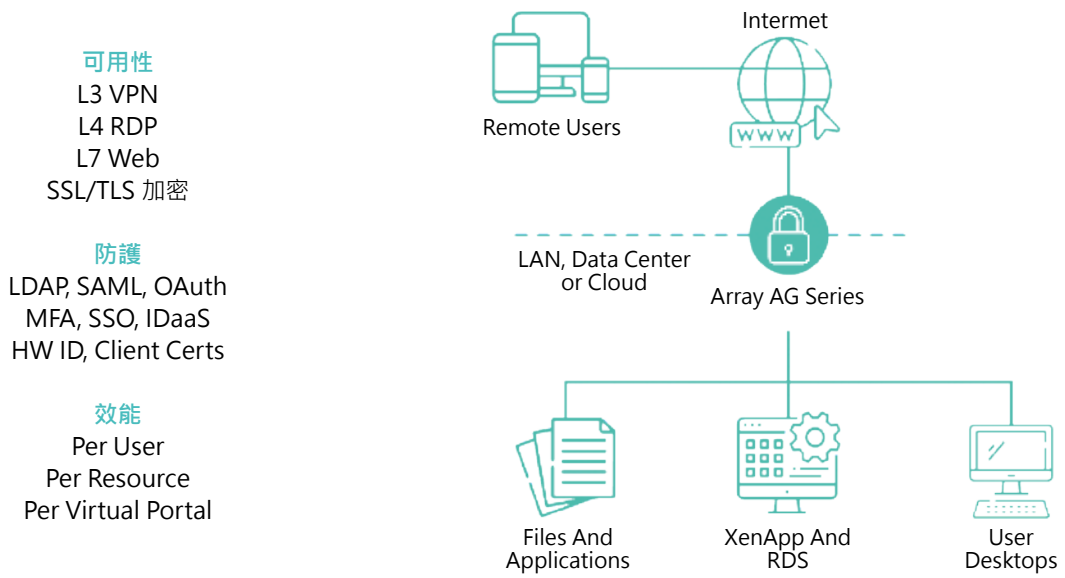 可用性
L3 VPN
L4 RDP
L7 Web
SSL/TLS 加密
防護
LDAP, SAML, OAuth
MFA, SSO, IDaaS
HW ID, Client Certs
效能
Per User
Per Resource
Per Virtual Portal
Internet
Remote Users
WWW
LAN, Data Center
or Cloud
Array AG Series
Files And
Applications
XenApp And
RDS
User
Desktops